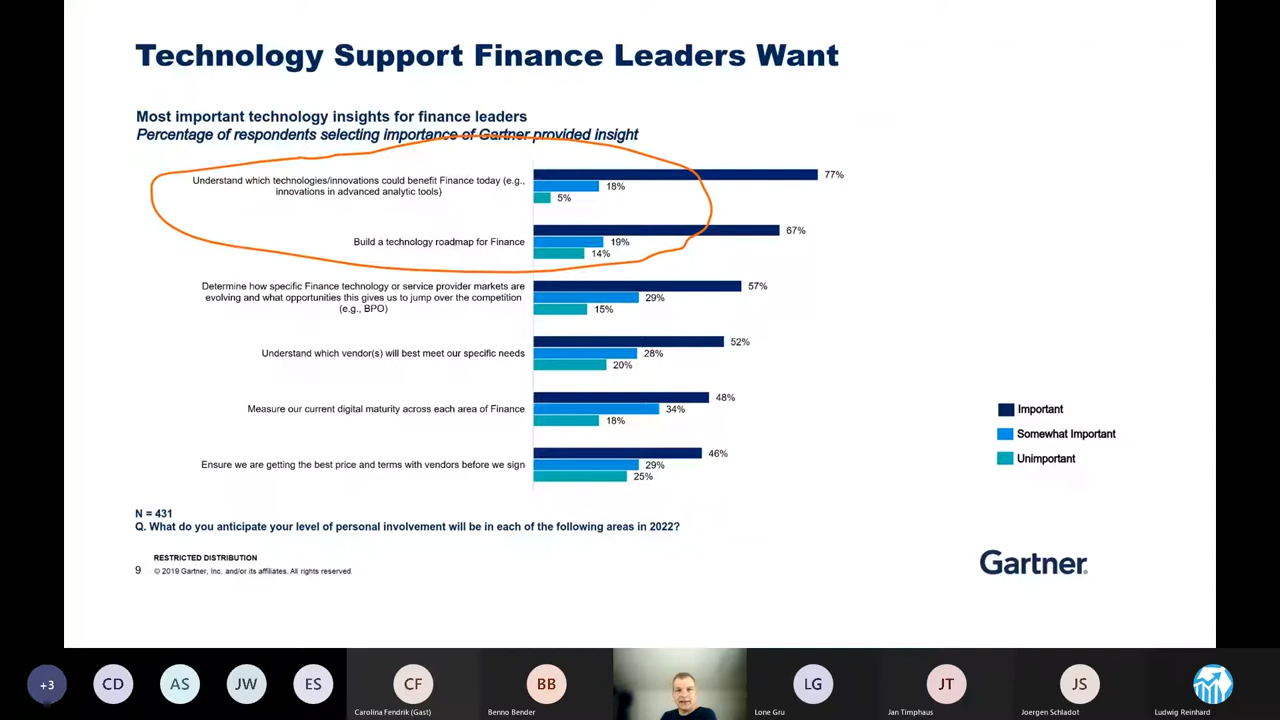 Technology Support Finance Leaders Want
Most important technology insights for finance leaders
Percentage of respondents selecting importance of Gartner provided insight
Understand which technologies/innovations could benefit Finance today (e.g.,
innovations in advanced analytic tools)
77%
18%
5%
Build a technology roadmap for Finance
67%
19%
14%
Determine how specific Finance technology or service provider markets are
evolving and what opportunities this gives us to jump over the competition
(e.g., BPO)
57%
29%
15%
Understand which vendor(s) will best meet our specific needs
52%
28%
20%
Measure our current digital maturity across each area of Finance
48%
34%
18%
Ensure we are getting the best price and terms with vendors before we sign
46%
29%
25%
Important
Somewhat Important
Unimportant
N = 431
Q. What do you anticipate your level of personal involvement will be in each of the following areas in 2022?
RESTRICTED DISTRIBUTION
9 © 2019 Gartner, Inc. and/or its affiliates. All rights reserved.
Gartner®
+3
CD
AS
JW
ES
CF
Carolina Fendrik (Gast)
BB
Benno Bender
LG
Lone Gru
JT
Jan Timphaus
JS
Joergen Schladot
Ludwig Reinhard